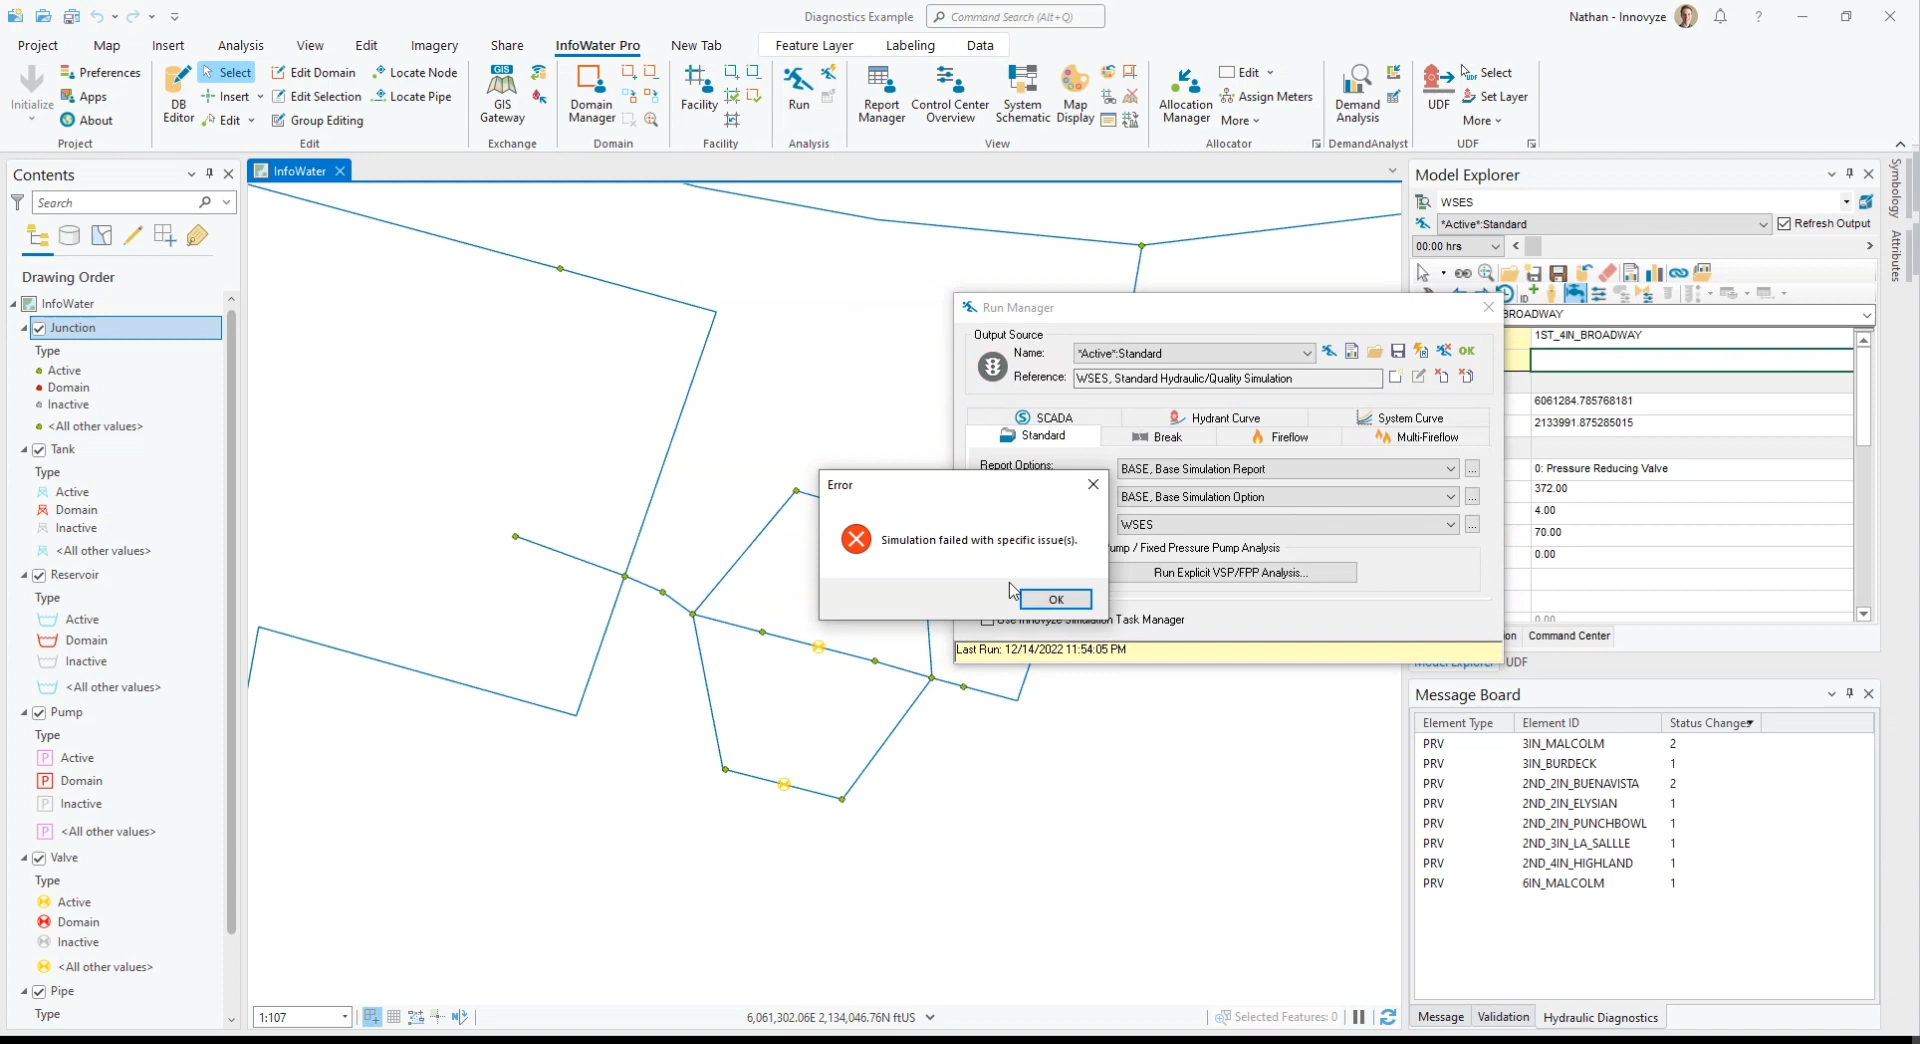 Diagnostics Example
Command Search (Alt+Q)
Nathan - Innovyze
?
Project
Map
Insert
Analysis
View
Edit
Imagery
Share
InfoWater Pro
New Tab
Feature Layer
Labeling
Data
Initialize
Preferences
Apps
About
Project
DB Editor
Select
Insert
Edit
Edit Domain
Edit Selection
Group Editing
Locate Node
Locate Pipe
Edit
GIS
GIS Gateway
Exchange
Domain Manager
Domain
Facility
Facility
Run
Analysis
Report Manager
Control Center Overview
System Schematic
Map Display
View
Allocation Manager
Edit
Assign Meters
More
Allocator
Demand Analysis
DemandAnalyst
UDF
Select
Set Layer
More
UDF
Contents
Search
Drawing Order
InfoWater
Junction
Type
Active
Domain
Inactive
<All other values>
Tank
Type
Active
Domain
Inactive
<All other values>
Reservoir
Type
Active
Domain
Inactive
<All other values>
Pump
Type
P Active
P Domain
P Inactive
P <All other values>
Valve
Type
Active
Domain
Inactive
<All other values>
Pipe
Type
InfoWater
Run Manager
Output Source
Name:
*Active*:Standard
OK
Reference:
WSES, Standard Hydraulic/Quality Simulation
SCADA
Hydrant Curve
System Curve
Standard
Break
Fireflow
Multi-Fireflow
Report Options:
BASE, Base Simulation Report
...
BASE, Base Simulation Option
...
WSES
...
ump / Fixed Pressure Pump Analysis
Run Explicit VSP/FPP Analysis...
Use Innovyze Simulation Task Manager
Last Run: 12/14/2022 11:54:05 PM
Error
Simulation failed with specific issue(s).
OK
Model Explorer
WSES
*Active*:Standard
Refresh Output
00:00 hrs
ID
BROADWAY
1ST_4IN_BROADWAY
6061284.785768181
2133991.875285015
0: Pressure Reducing Valve
372.00
4.00
70.00
0.00
0.00
on
Command Center
Model Explorer
UDF
Symbology
Attributes
Message Board
Element Type Element ID Status Changes
PRV 3IN_MALCOLM 2
PRV 3IN_BURDECK 1
PRV 2ND_2IN_BUENAVISTA 2
PRV 2ND_2IN_ELYSIAN 1
PRV 2ND_2IN_PUNCHBOWL 1
PRV 2ND_3IN_LA_SALLLE 1
PRV 2ND_4IN_HIGHLAND 1
PRV 6IN_MALCOLM 1
Message
Validation
Hydraulic Diagnostics
1:107
6,061,302.06E 2,134,046.76N ftUS
Selected Features: 0